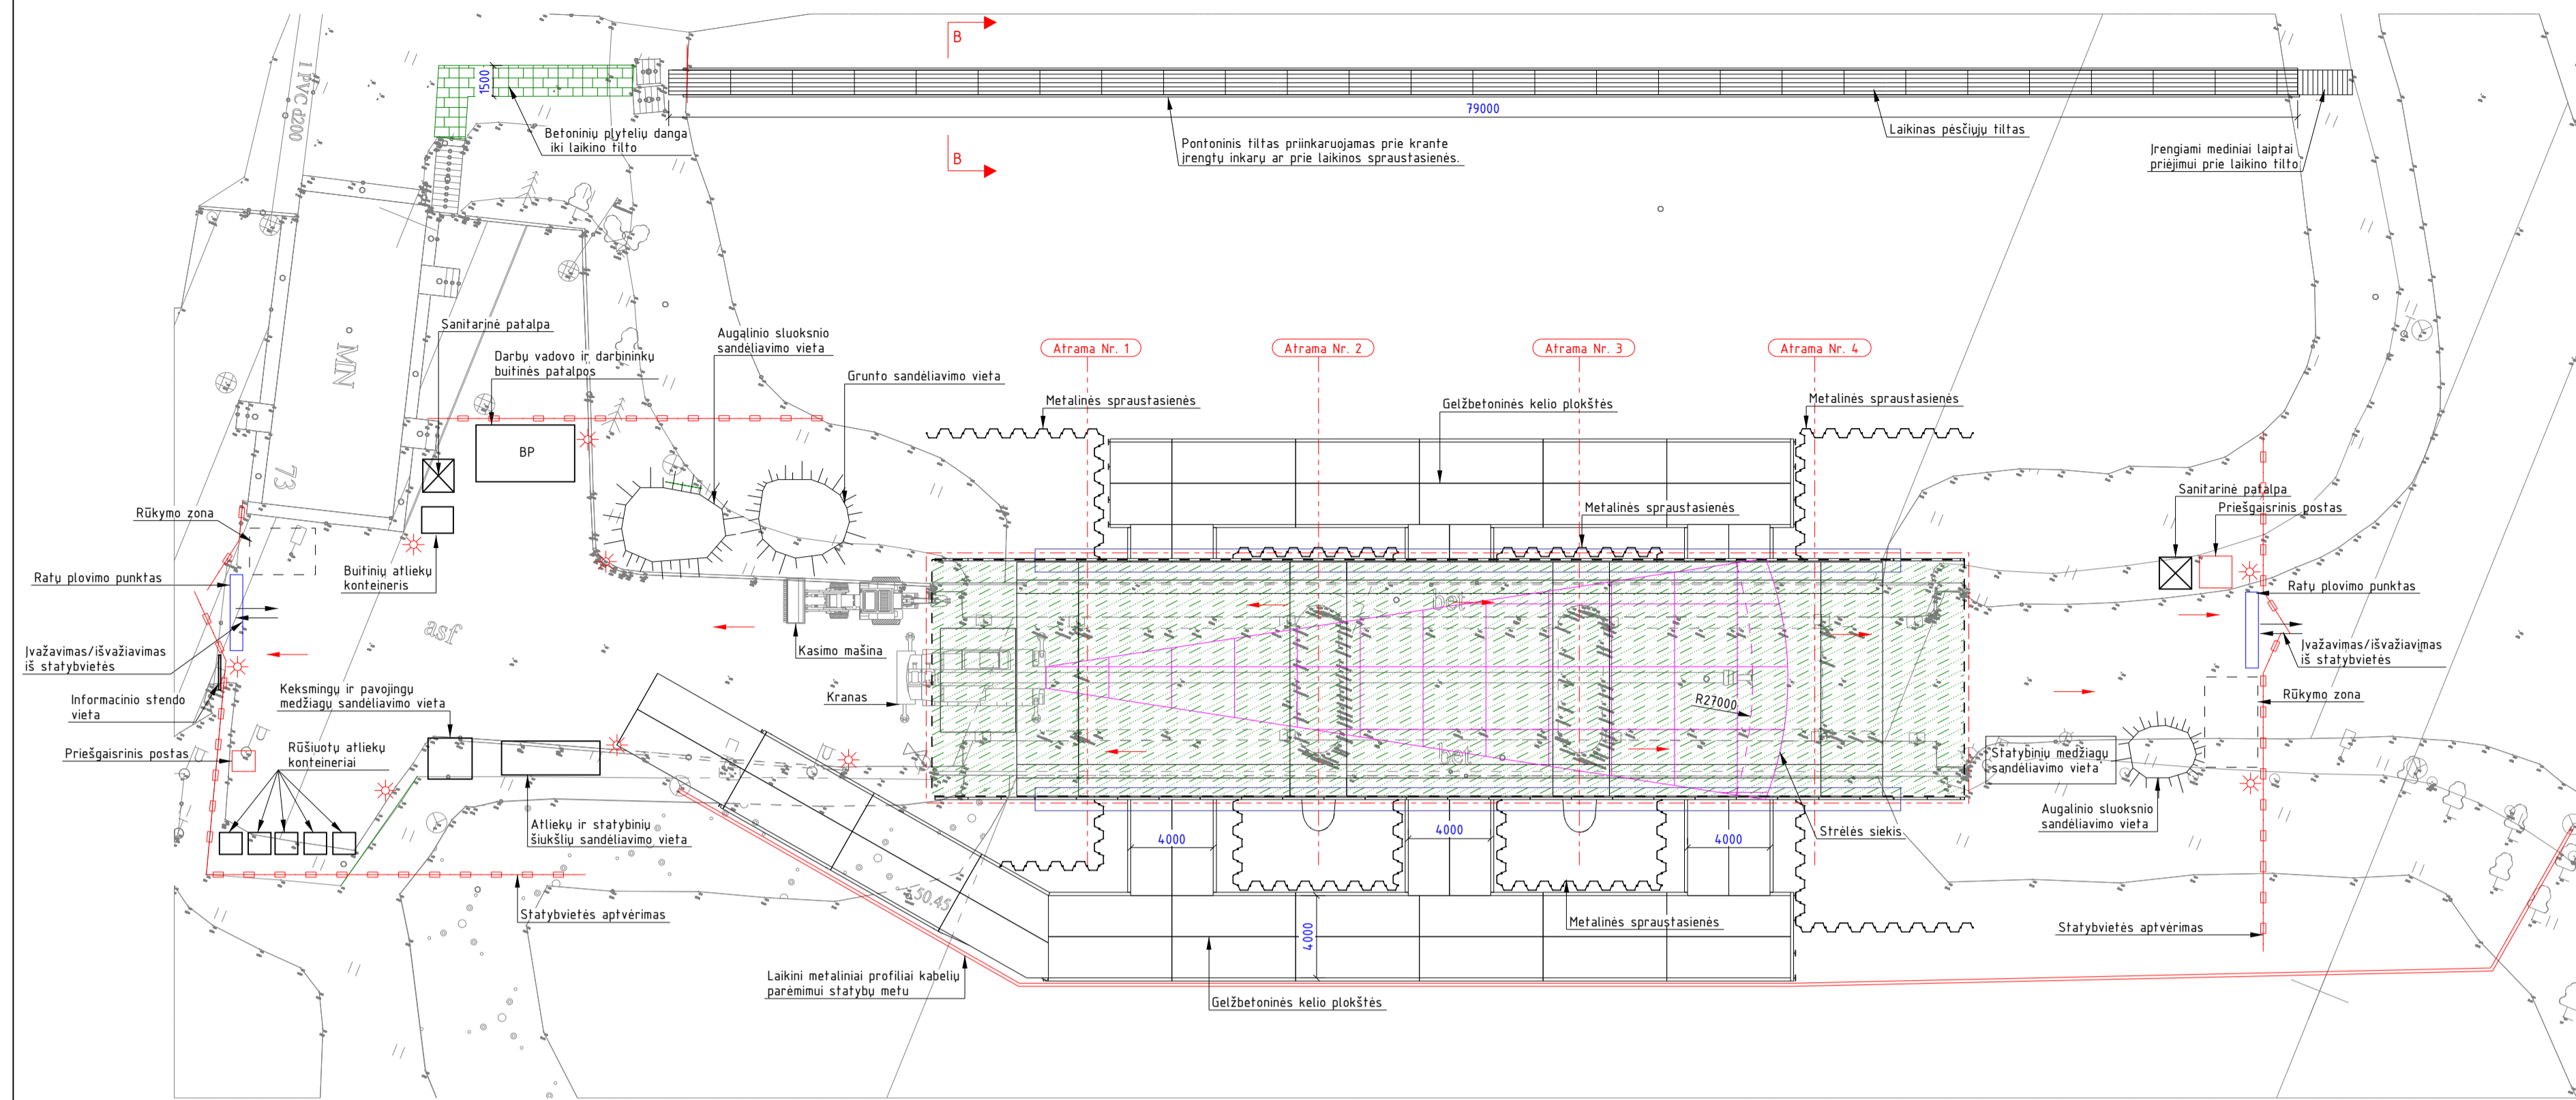 B
1 PVC d200
1500
79000
Betoninių plytelių danga
iki laikino tilto
B
Pontoninis tiltas priinkaruojamas prie krante
įrengtų inkarų ar prie laikinos spraustasienės.
Laikinas pėsčiųjų tiltas
Įrengiami mediniai laiptai
priėjimui prie laikino tilto
MN
73
Sanitarinė patalpa
Darbų vadovo ir darbininkų
buitinės patalpos
Augalinio sluoksnio
sandėliavimo vieta
Grunto sandėliavimo vieta
Atrama Nr. 1
Atrama Nr. 2
Atrama Nr. 3
Atrama Nr. 4
Metalinės spraustasienės
Gelžbetoninės kelio plokštės
Metalinės spraustasienės
BP
Metalinės spraustasienės
Sanitarinė patalpa
Priešgaisrinis postas
Rūkymo zona
Ratų plovimo punktas
Buitinių atliekų
konteineris
Ratų plovimo punktas
asf
Įvažavimas/išvažiavimas
iš statybvietės
Kasimo mašina
bet
Įvažavimas/išvažiavimas
iš statybvietės
Informacinio stendo
vieta
Keksmingų ir pavojingų
medžiagų sandėliavimo vieta
Kranas
R27000
Rūkymo zona
Priešgaisrinis postas
Rūšiuotų atliekų
konteineriai
bet
Statybinių medžiagų
sandėliavimo vieta
Atliekų ir statybinių
šiukšlių sandėliavimo vieta
4000
4000
4000
Strėlės siekis
Augalinio sluoksnio
sandėliavimo vieta
50.45
Statybvietės aptvėrimas
4000
Metalinės spraustasienės
Statybvietės aptvėrimas
Laikini metaliniai profiliai kabelių
parėmimui statybų metu
Gelžbetoninės kelio plokštės